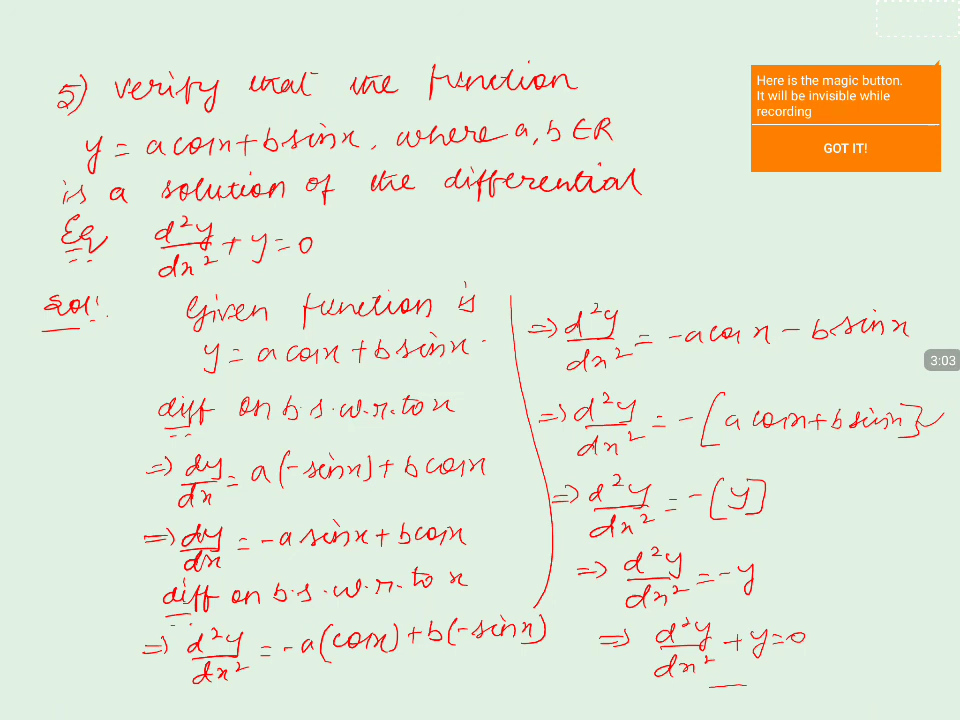 5) verify that the function
y = a cosx + b sinx, where a, b ∈ R
is a solution of the differential
Eq d²y/dx² + y = 0
Sol: Given function is
y = a cosx + b sinx.
diff on b.s.w.r.to x
=> dy/dx = a(-sinx) + b cosx
=> dy/dx = -a sinx + b cosx
diff on b.s.w.r.to x
=> d²y/dx² = -a(cosx) + b(-sinx)
=> d²y/dx² = -a cos x - b sinx
=> d²y/dx² = -[a cosx + b sinx]
=> d²y/dx² = -[y]
=> d²y/dx² = -y
=> d²y/dx² + y = 0
Here is the magic button.
It will be invisible while
recording
GOT IT!
3:03